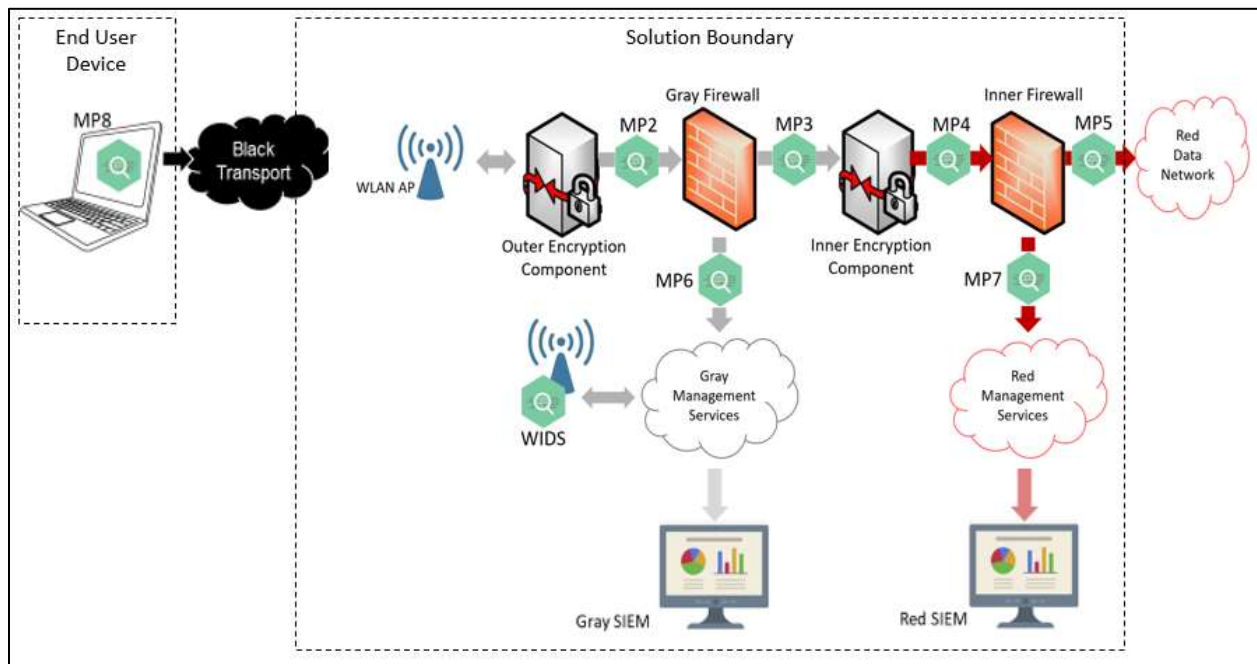 End User
Device
MP8
Black
Transport
Solution Boundary
WLAN AP
Outer Encryption
Component
MP2
Gray Firewall
MP3
Inner Encryption
Component
MP4
Inner Firewall
MP5
Red
Data
Network
MP6
MP7
WIDS
Gray
Management
Services
Red
Management
Services
Gray SIEM
Red SIEM